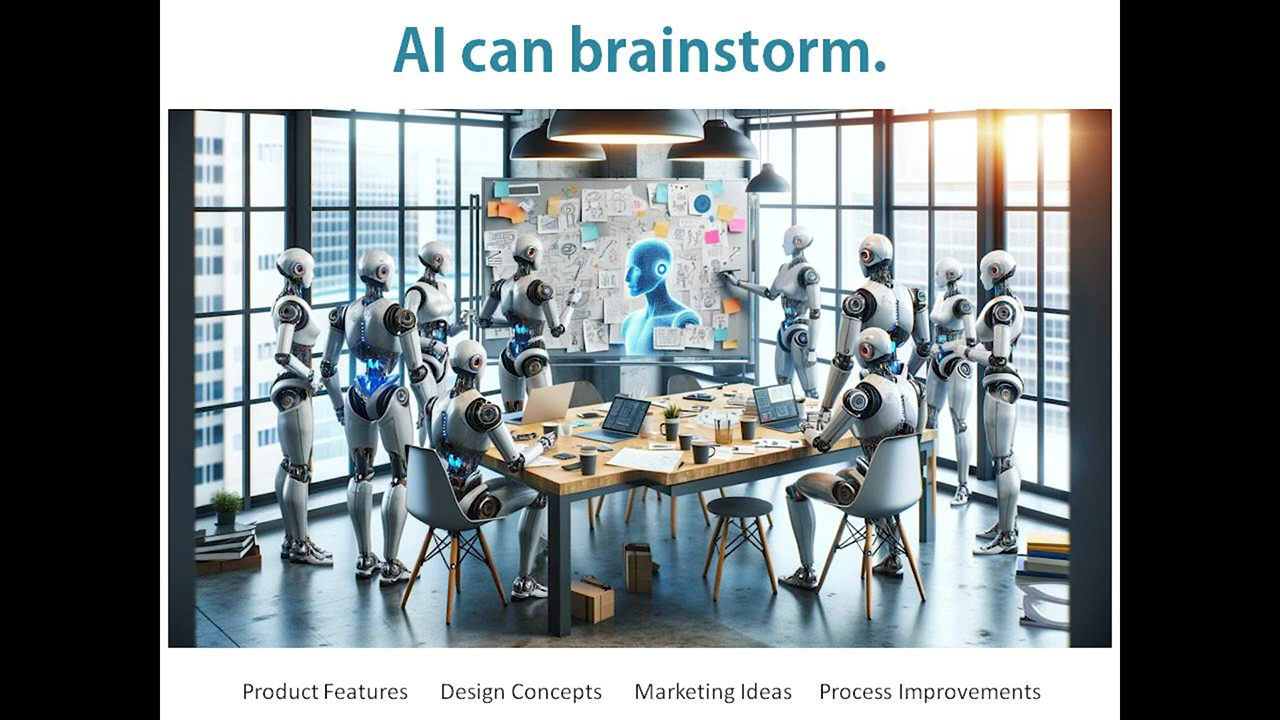 AI can brainstorm.
Product Features Design Concepts Marketing Ideas Process Improvements